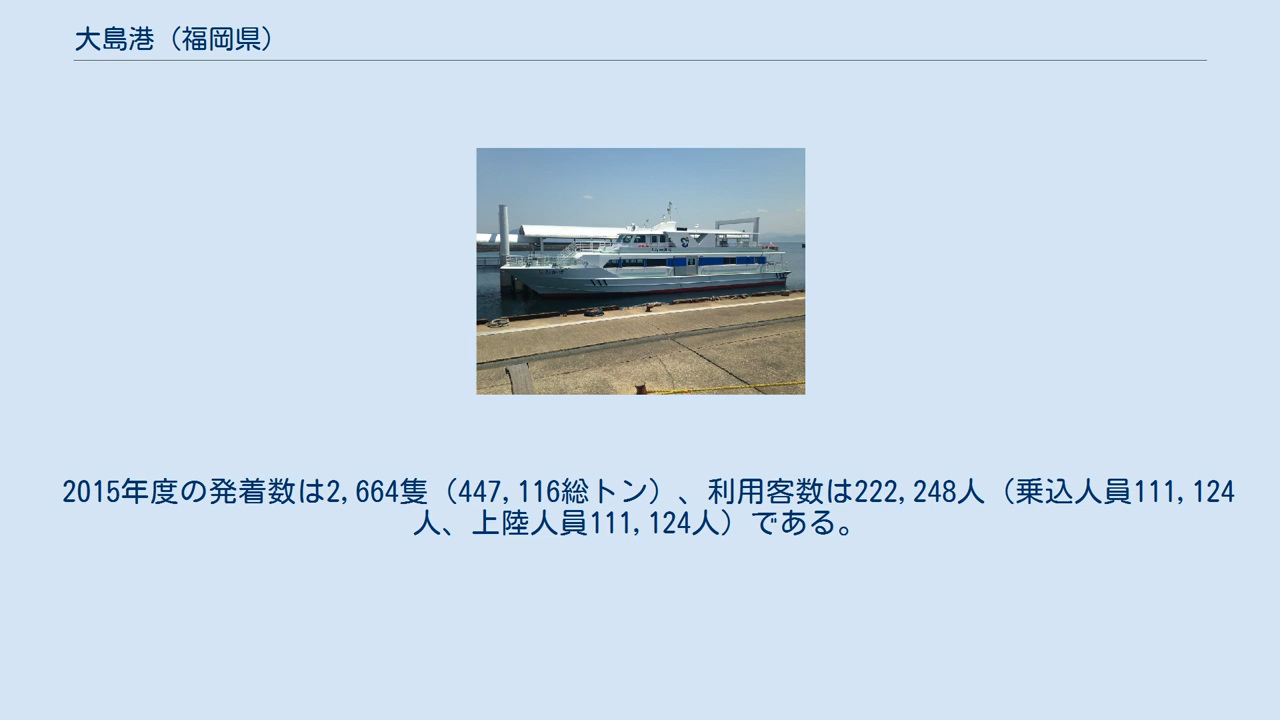 大島港（福岡県）
2015年度の発着数は2,664隻（447,116総トン）、利用客数は222,248人（乗込人員111,124
人、上陸人員111,124人）である。